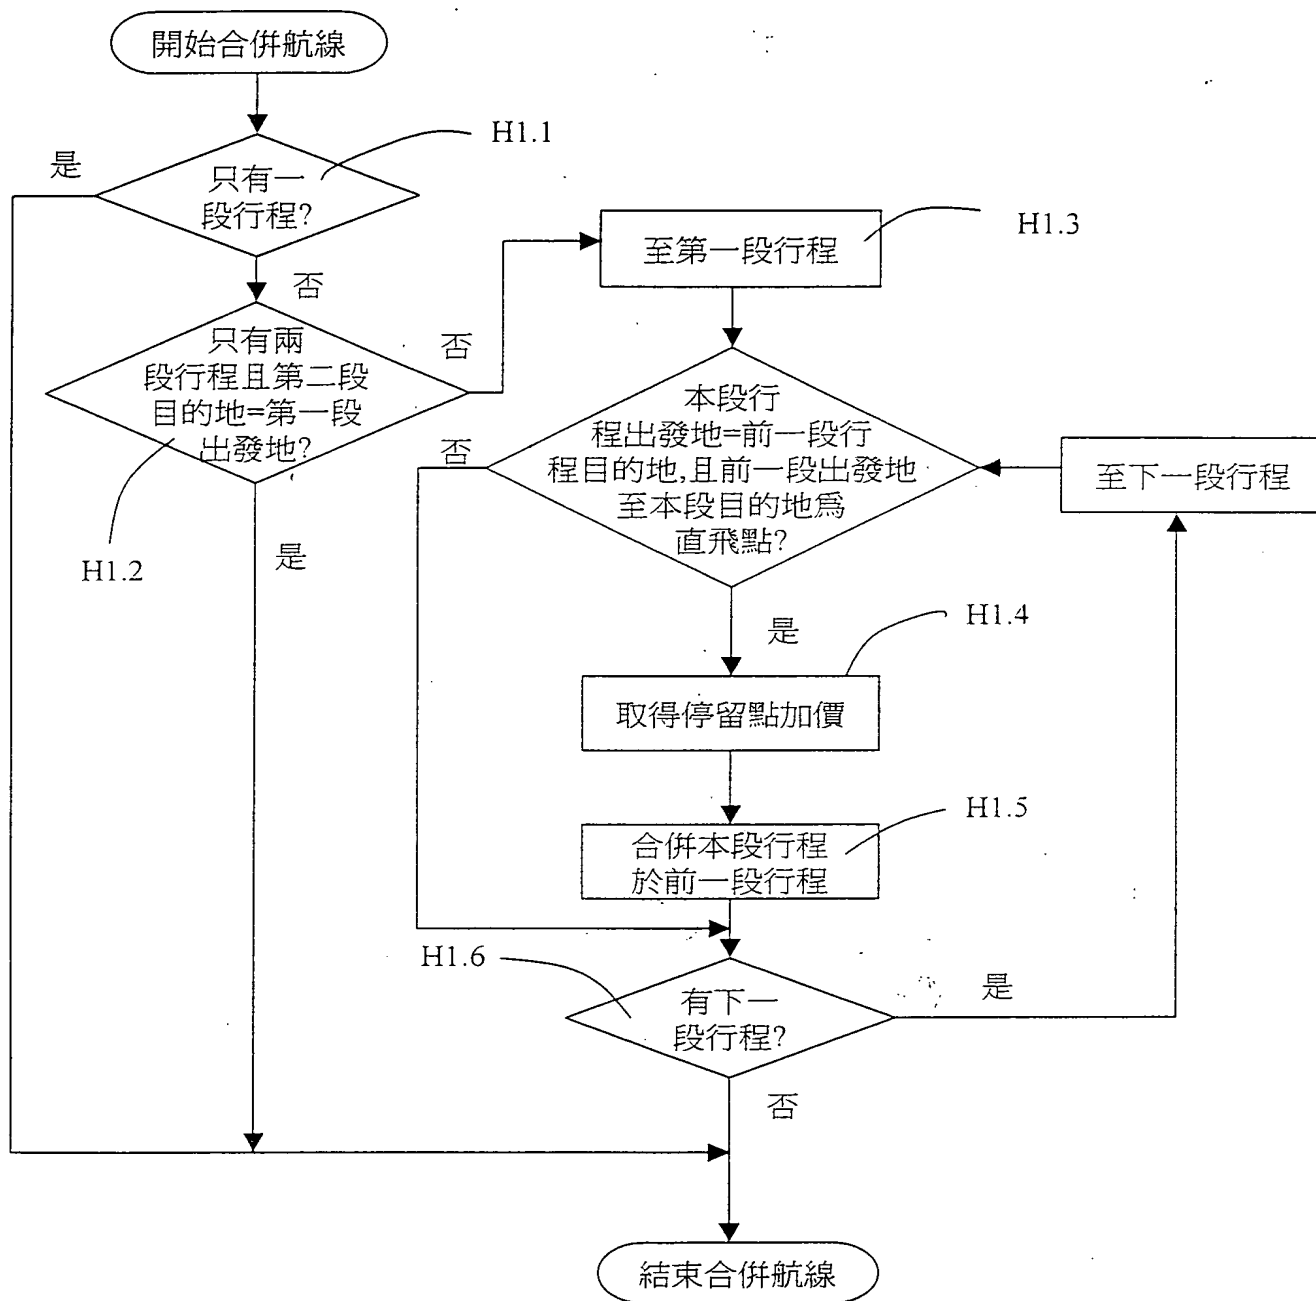 開始合併航線
H1.1
是
只有一
段行程?
否
至第一段行程
H1.3
只有兩
段行程且第二段
目的地=第一段
出發地?
否
H1.2
是
本段行
程出發地=前一段行
程目的地,且前一段出發地
至本段目的地為
直飛點?
否
至下一段行程
是
H1.4
取得停留點加價
H1.5
合併本段行程
於前一段行程
H1.6
有下一
段行程?
是
否
結束合併航線